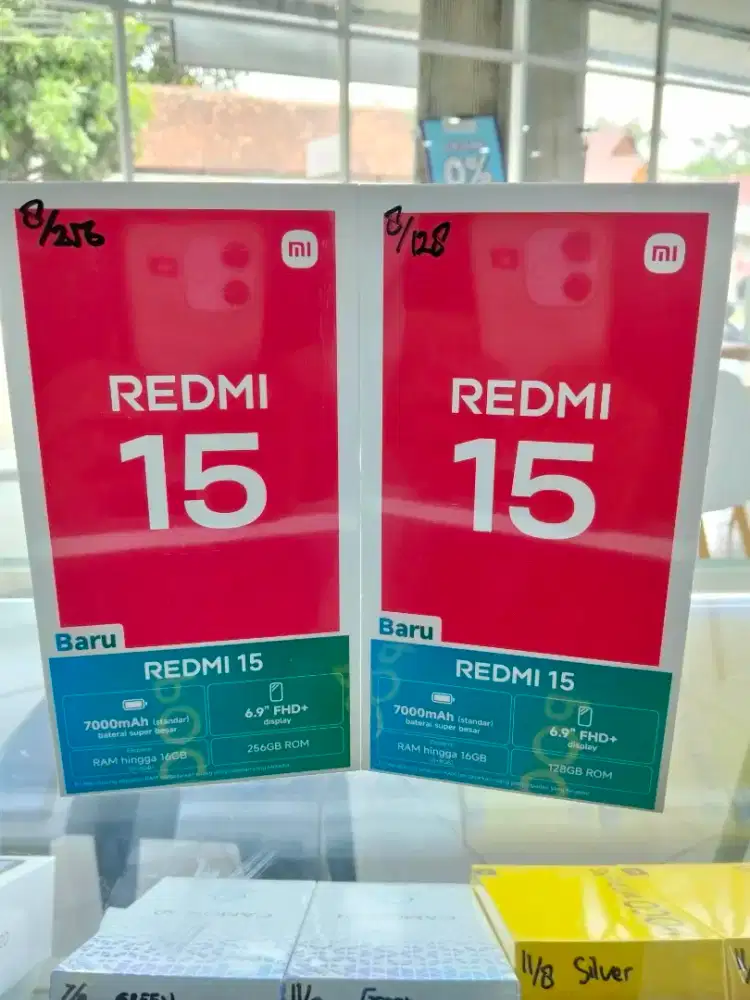 0%
8/256
mi
REDMI
15
Baru
REDMI 15
7000mAh (standar)
baterai super besar
6.9" FHD+
display
RAM hingga 16GB
256GB ROM
8/128
mi
REDMI
15
Baru
REDMI 15
7000mAh (standar)
baterai super besar
6.9" FHD+
display
RAM hingga 16GB
128GB ROM
11/8 Silver